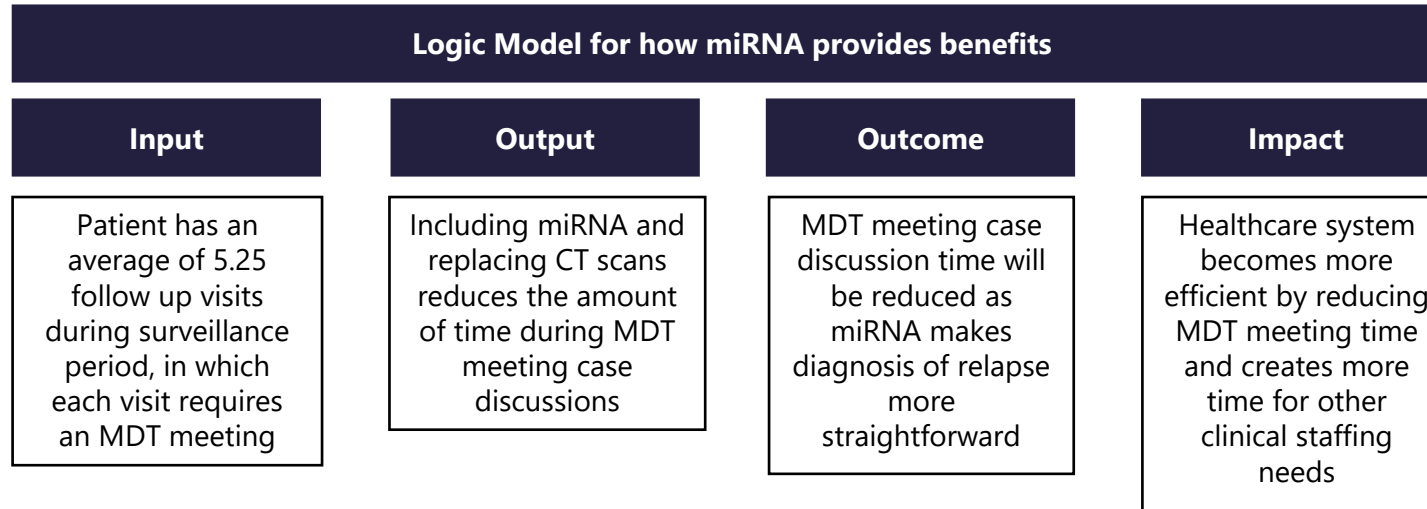 Logic Model for how miRNA provides benefits
Input
Patient has an
average of 5.25
follow up visits
during surveillance
period, in which
each visit requires
an MDT meeting
Output
Including miRNA and
replacing CT scans
reduces the amount
of time during MDT
meeting case
discussions
Outcome
MDT meeting case
discussion time will
be reduced as
miRNA makes
diagnosis of relapse
more
straightforward
Impact
Healthcare system
becomes more
efficient by reducing
MDT meeting time
and creates more
time for other
clinical staffing
needs